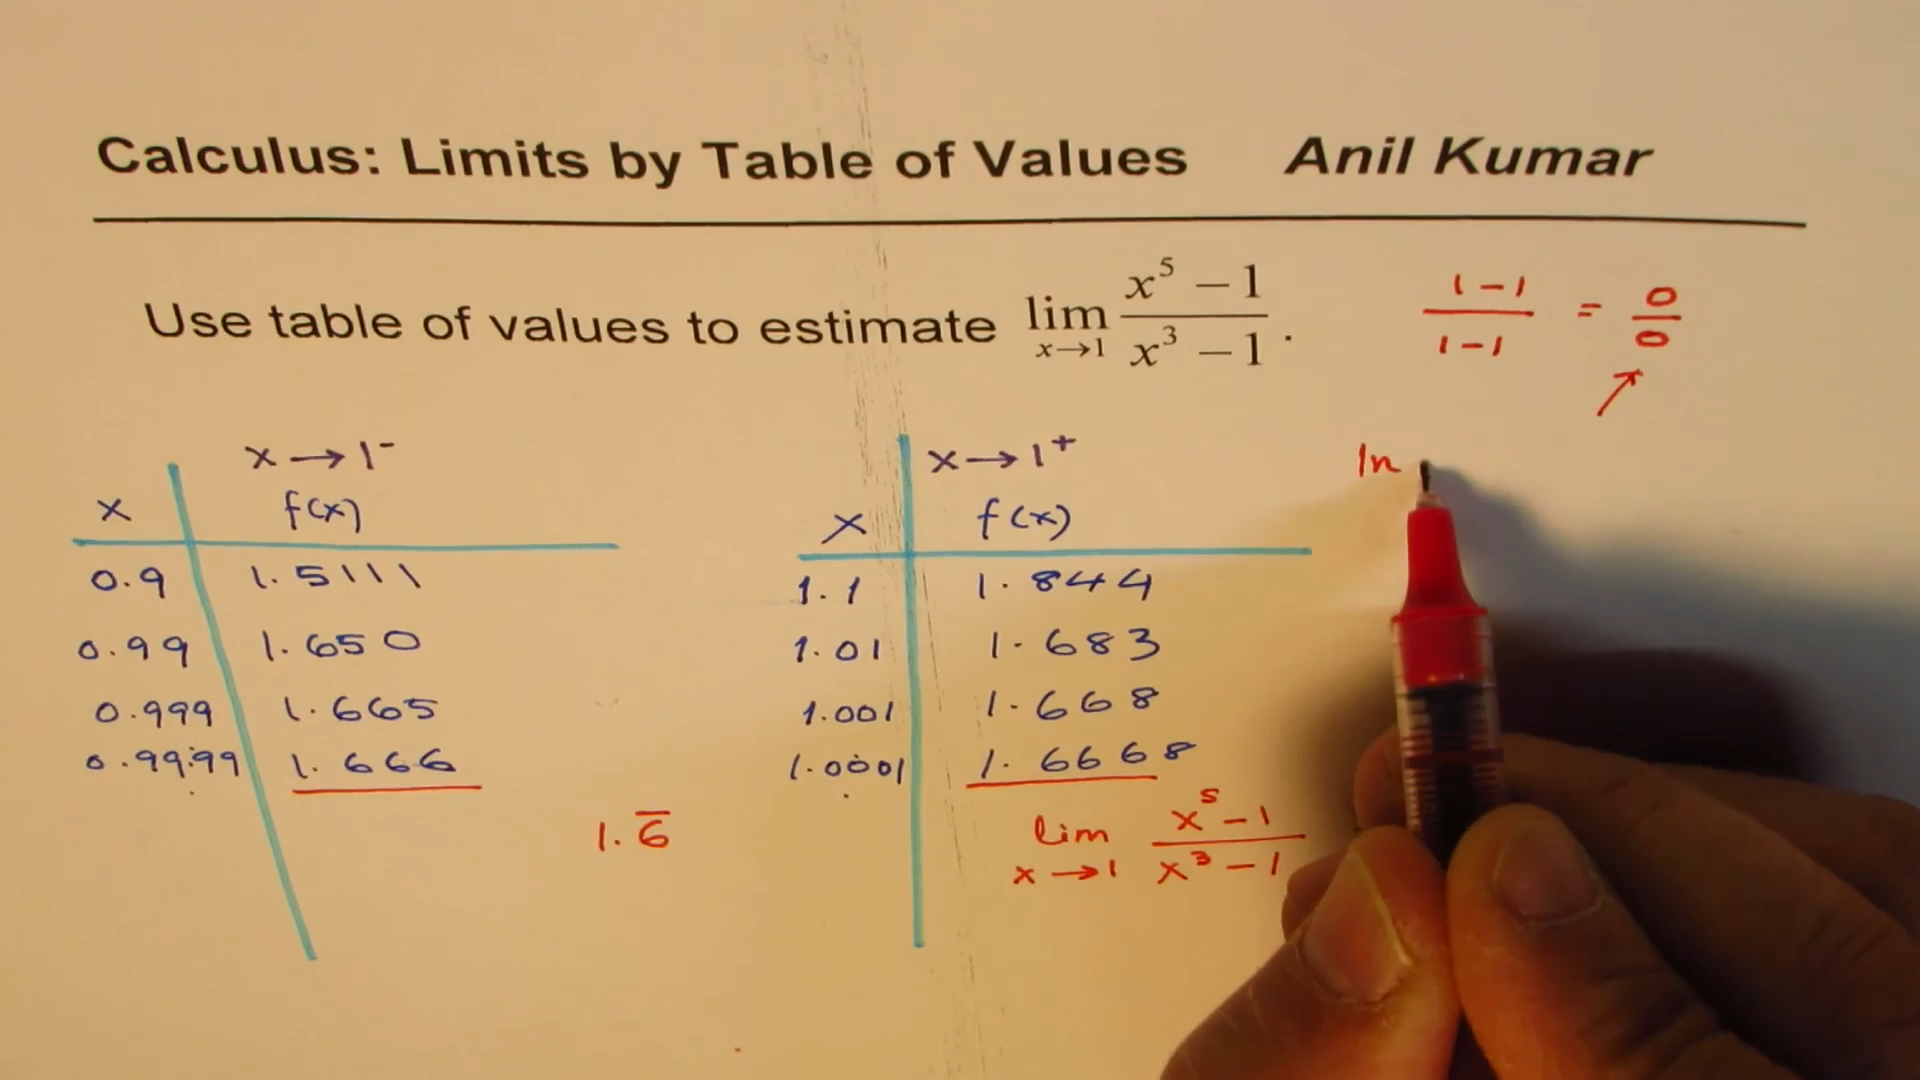 Calculus: Limits by Table of Values Anil Kumar
Use table of values to estimate lim x→1 (x⁵ − 1)/(x³ − 1).
(1 − 1)/(1 − 1) = 0/0
x → 1⁻
x f(x)
0.9 1.5111
0.99 1.650
0.999 1.665
0.9999 1.666
1.6̅
x → 1⁺
x f(x)
1.1 1.844
1.01 1.683
1.001 1.668
1.0001 1.6668
lim x→1 (x⁵ − 1)/(x³ − 1)
In